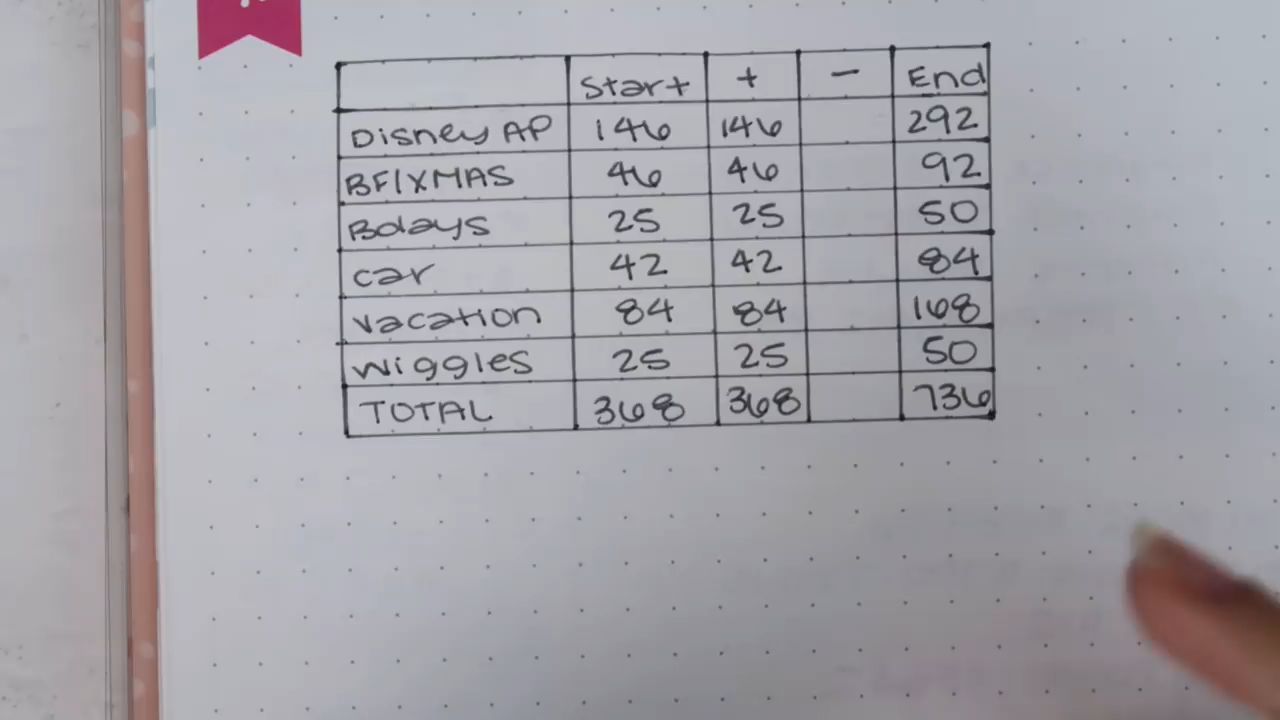 Start + - End
Disney AP 146 146 292
BF/XMAS 46 46 92
Bdays 25 25 50
car 42 42 84
vacation 84 84 168
wiggles 25 25 50
TOTAL 368 368 736